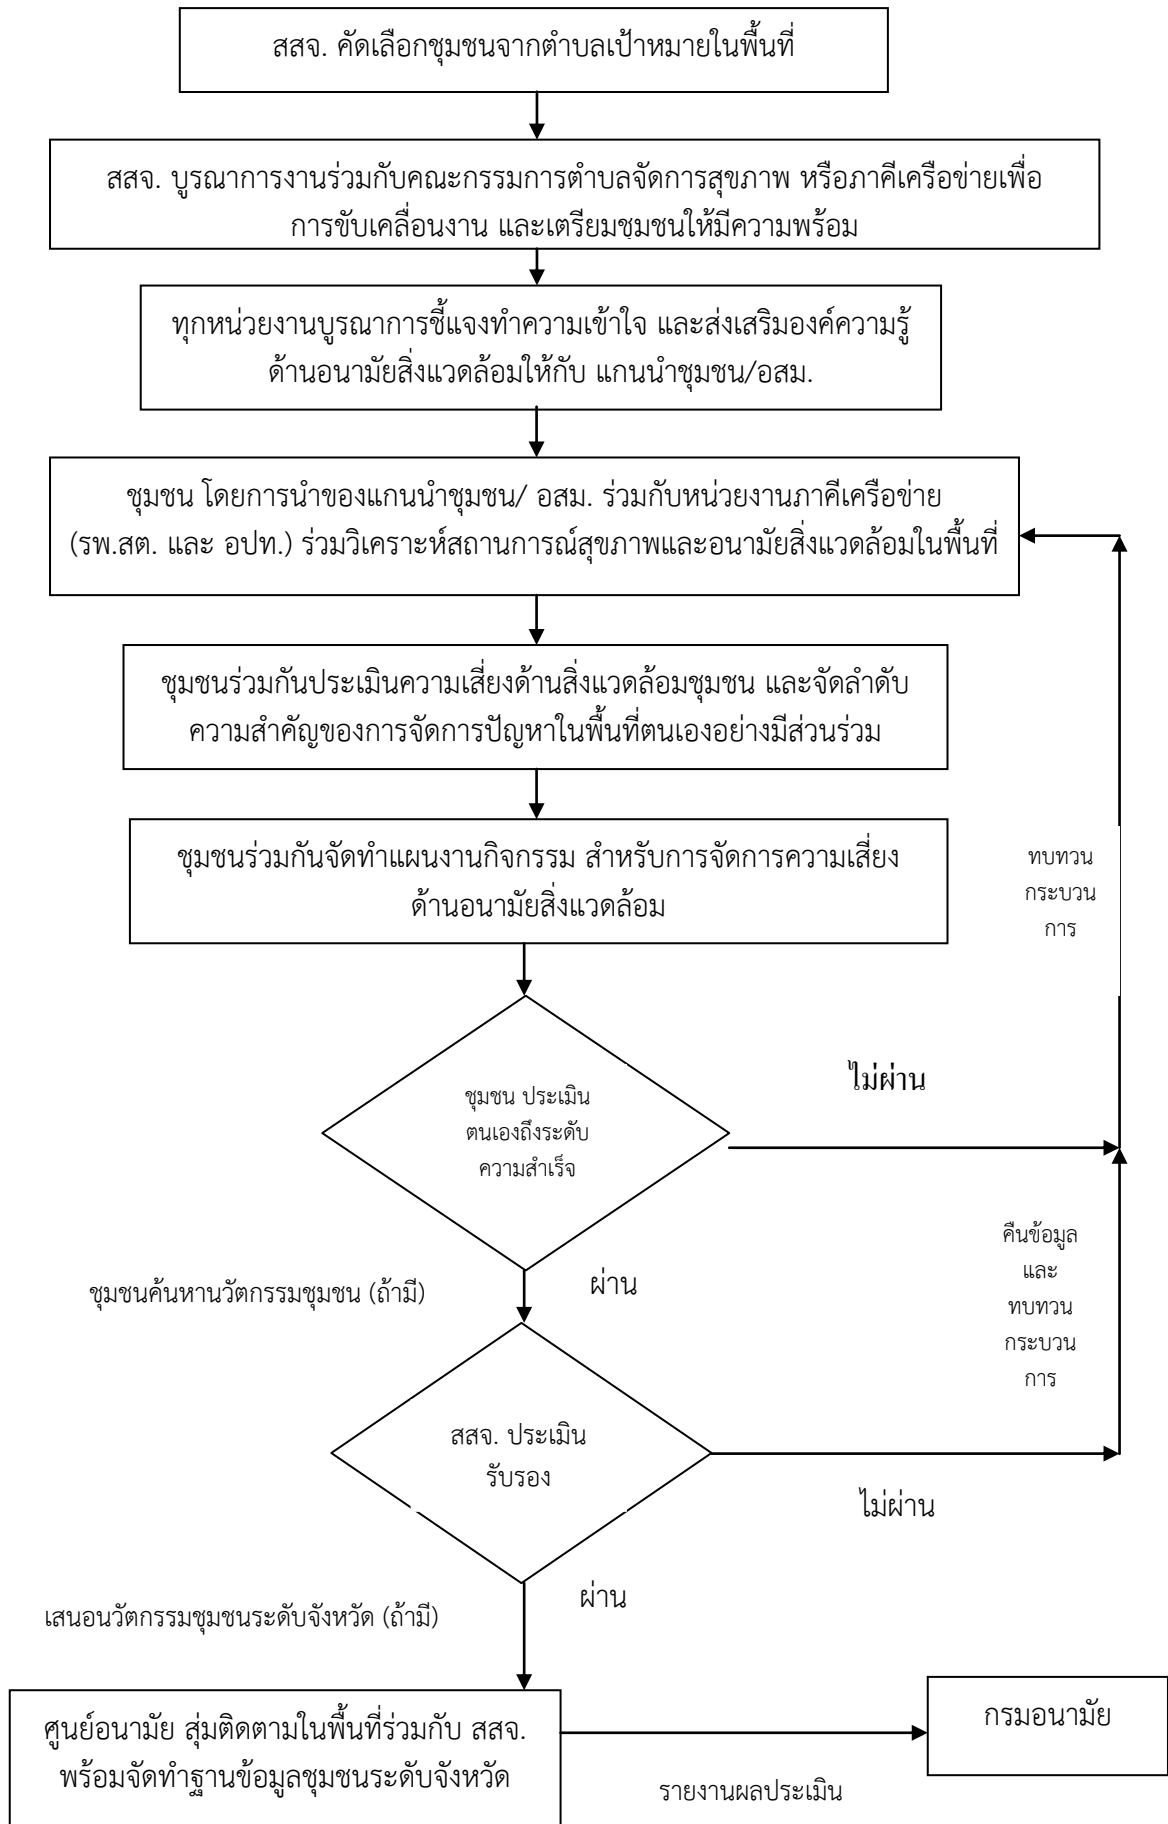 สสจ. คัดเลือกชุมชนจากตำบลเป้าหมายในพื้นที่
สสจ. บูรณาการงานร่วมกับคณะกรรมการตำบลจัดการสุขภาพ หรือภาคีเครือข่ายเพื่อ
การขับเคลื่อนงาน และเตรียมชุมชนให้มีความพร้อม
ทุกหน่วยงานบูรณาการชี้แจงทำความเข้าใจ และส่งเสริมองค์ความรู้
ด้านอนามัยสิ่งแวดล้อมให้กับ แกนนำชุมชน/อสม.
ชุมชน โดยการนำของแกนนำชุมชน/ อสม. ร่วมกับหน่วยงานภาคีเครือข่าย
(รพ.สต. และ อปท.) ร่วมวิเคราะห์สถานการณ์สุขภาพและอนามัยสิ่งแวดล้อมในพื้นที่
ชุมชนร่วมกันประเมินความเสี่ยงด้านสิ่งแวดล้อมชุมชน และจัดลำดับ
ความสำคัญของการจัดการปัญหาในพื้นที่ตนเองอย่างมีส่วนร่วม
ชุมชนร่วมกันจัดทำแผนงานกิจกรรม สำหรับการจัดการความเสี่ยง
ด้านอนามัยสิ่งแวดล้อม
ทบทวน
กระบวน
การ
ชุมชน ประเมิน
ตนเองถึงระดับ
ความสำเร็จ
ไม่ผ่าน
คืนข้อมูล
และ
ทบทวน
กระบวน
การ
ผ่าน
ชุมชนค้นหานวัตกรรมชุมชน (ถ้ามี)
สสจ. ประเมิน
รับรอง
ไม่ผ่าน
ผ่าน
เสนอนวัตกรรมชุมชนระดับจังหวัด (ถ้ามี)
ศูนย์อนามัย สุ่มติดตามในพื้นที่ร่วมกับ สสจ.
พร้อมจัดทำฐานข้อมูลชุมชนระดับจังหวัด
กรมอนามัย
รายงานผลประเมิน